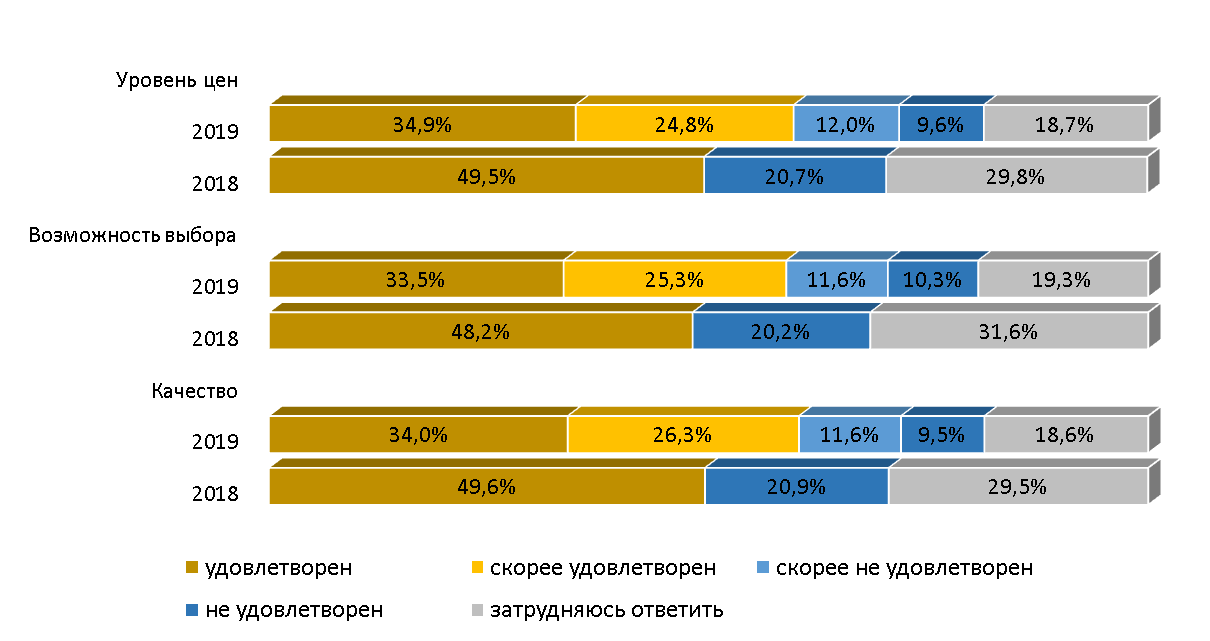 Уровень цен
2019 34,9% 24,8% 12,0% 9,6% 18,7%
2018 49,5% 20,7% 29,8%
Возможность выбора
2019 33,5% 25,3% 11,6% 10,3% 19,3%
2018 48,2% 20,2% 31,6%
Качество
2019 34,0% 26,3% 11,6% 9,5% 18,6%
2018 49,6% 20,9% 29,5%
удовлетворен скорее удовлетворен скорее не удовлетворен
не удовлетворен затрудняюсь ответить